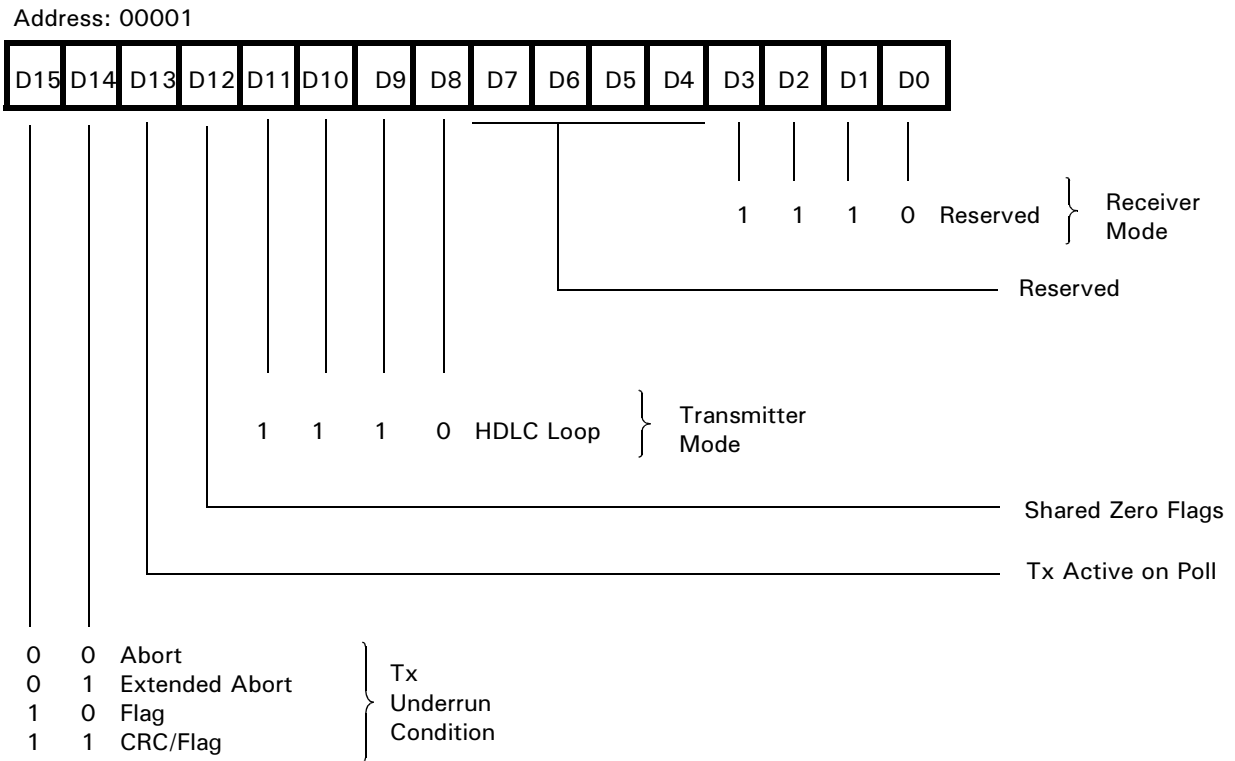 Address: 00001
D15 D14 D13 D12 D11 D10 D9 D8 D7 D6 D5 D4 D3 D2 D1 D0
1 1 1 0 Reserved
Receiver
Mode
Reserved
1 1 1 0 HDLC Loop
Transmitter
Mode
Shared Zero Flags
Tx Active on Poll
0 0 Abort
0 1 Extended Abort
1 0 Flag
1 1 CRC/Flag
Tx
Underrun
Condition